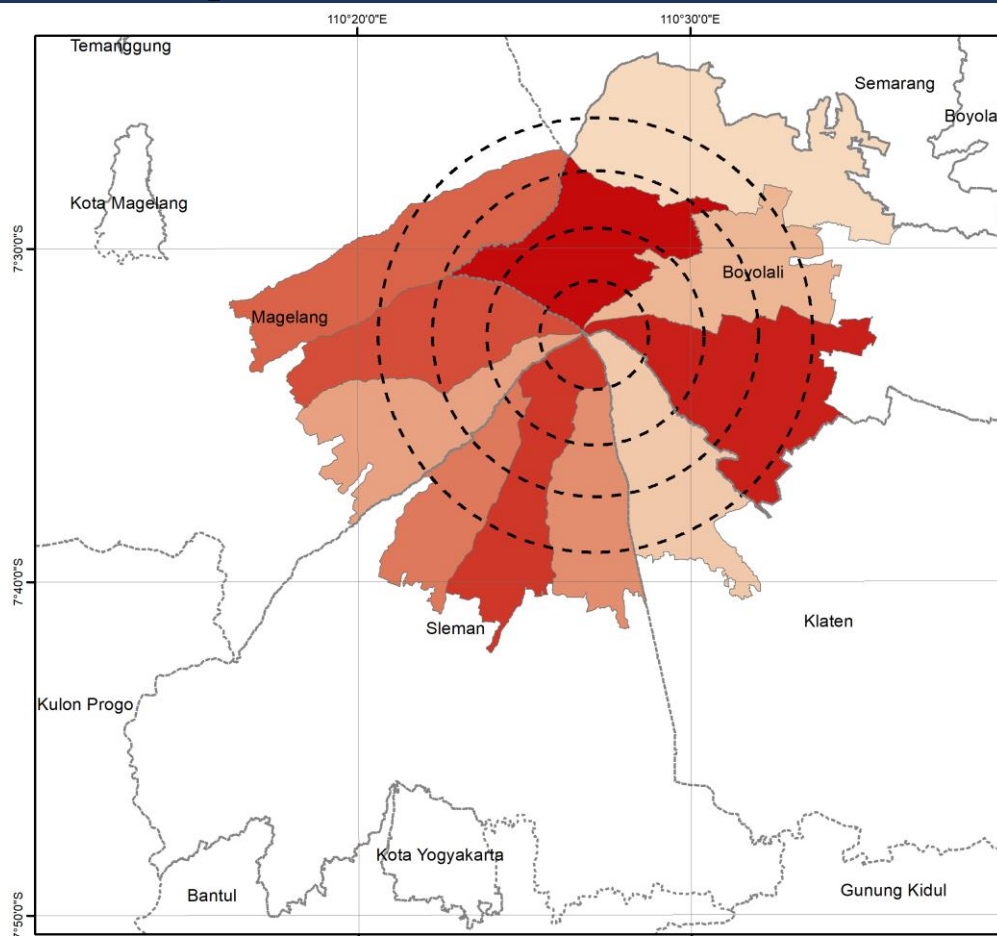 110°20'0"E
110°30'0"E
Temanggung
Semarang
Boyola
Kota Magelang
7°30'0"S
Boyolali
Magelang
7°40'0"S
Sleman
Klaten
Kulon Progo
Kota Yogyakarta
Bantul
Gunung Kidul
7°50'0"S